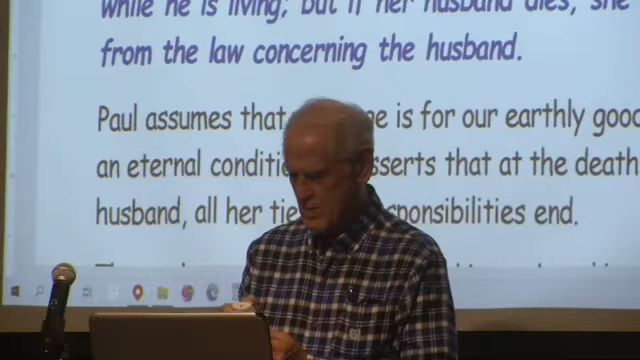 while he is living; but if her husband dies, she
from the law concerning the husband.
Paul assumes that e is for our earthly good
an eternal conditi sserts that at the death
husband, all her tie sponsibilities end.